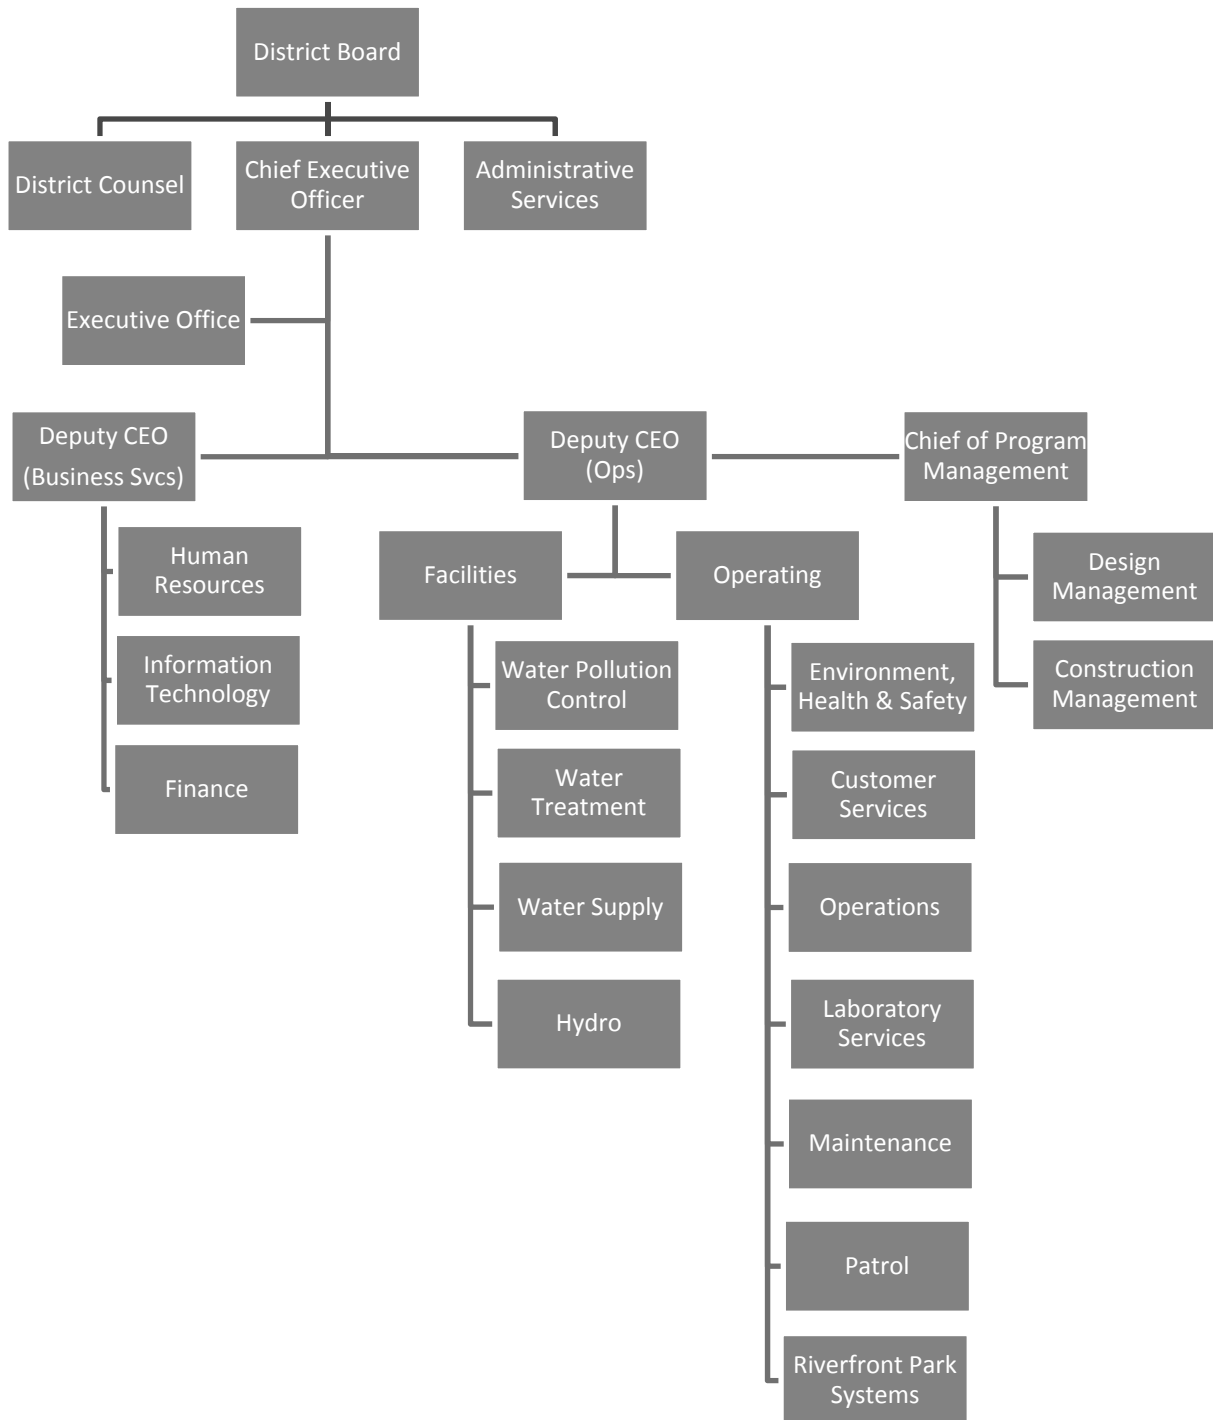 District Board
District Counsel
Chief Executive
Officer
Administrative
Services
Executive Office
Deputy CEO
(Business Svcs)
Deputy CEO
(Ops)
Chief of Program
Management
Human
Resources
Information
Technology
Finance
Facilities
Operating
Design
Management
Construction
Management
Water Pollution
Control
Water
Treatment
Water Supply
Hydro
Environment,
Health & Safety
Customer
Services
Operations
Laboratory
Services
Maintenance
Patrol
Riverfront Park
Systems